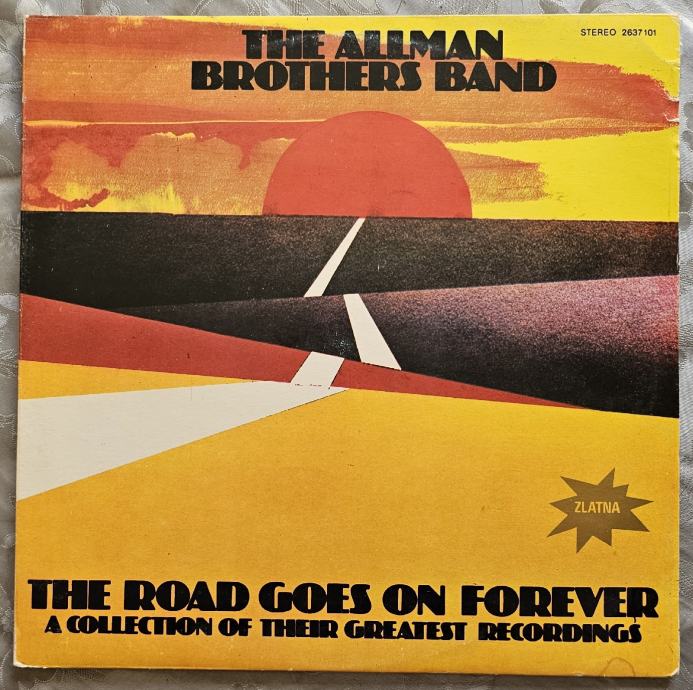 STEREO 2637101
THE ALLMAN
BROTHERS BAND
ZLATNA
THE ROAD GOES ON FOREVER
A COLLECTION OF THEIR GREATEST RECORDINGS